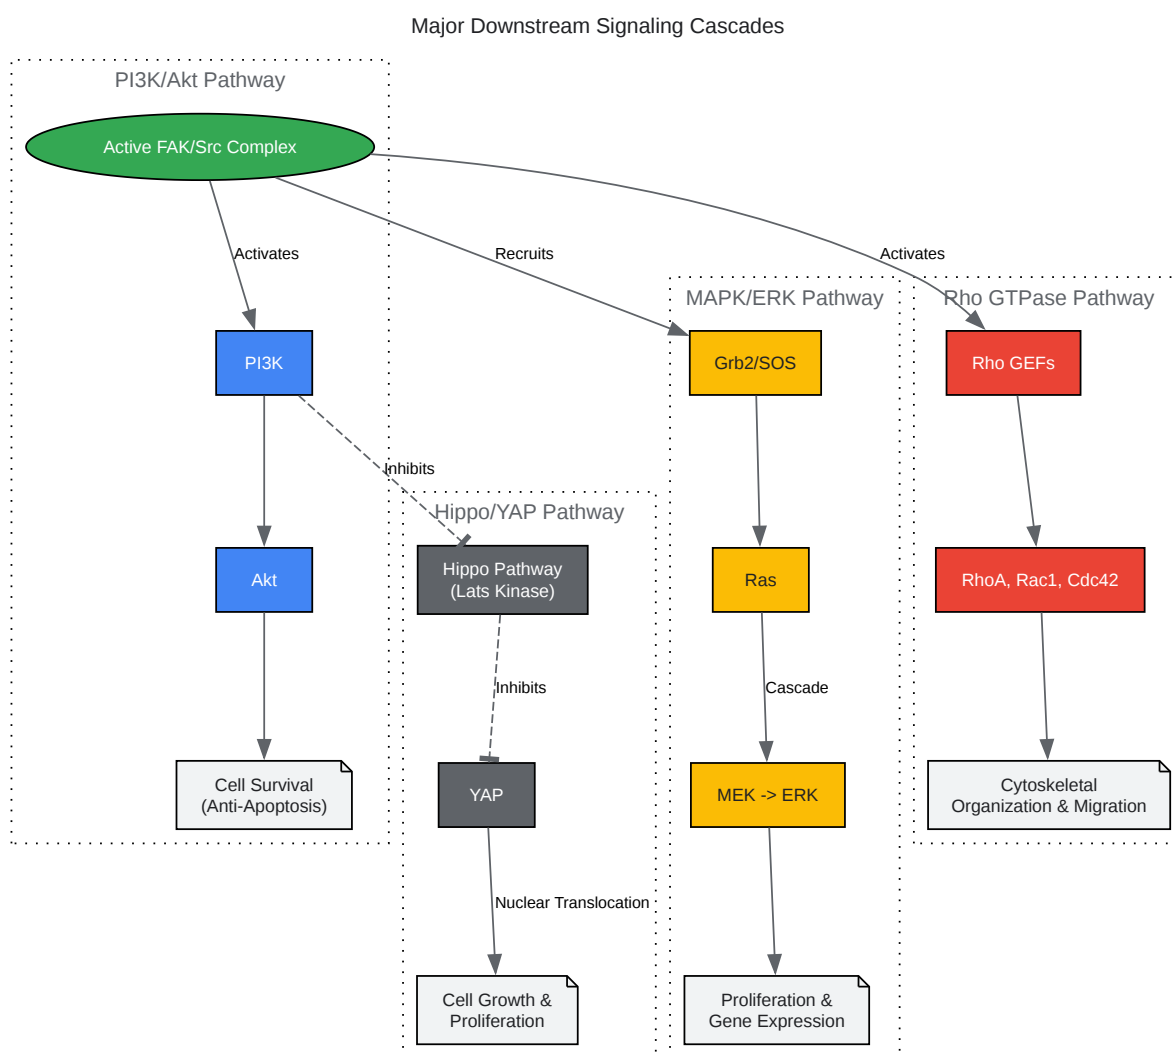 Major Downstream Signaling Cascades
PI3K/Akt Pathway
Active FAK/Src Complex
Activates
Recruits
Activates
MAPK/ERK Pathway
Rho GTPase Pathway
PI3K
Grb2/SOS
Rho GEFs
Inhibits
Hippo/YAP Pathway
Hippo Pathway
(Lats Kinase)
Akt
Ras
RhoA, Rac1, Cdc42
Inhibits
Cascade
Cell Survival
(Anti-Apoptosis)
YAP
MEK -> ERK
Cytoskeletal
Organization & Migration
Nuclear Translocation
Cell Growth &
Proliferation
Proliferation &
Gene Expression